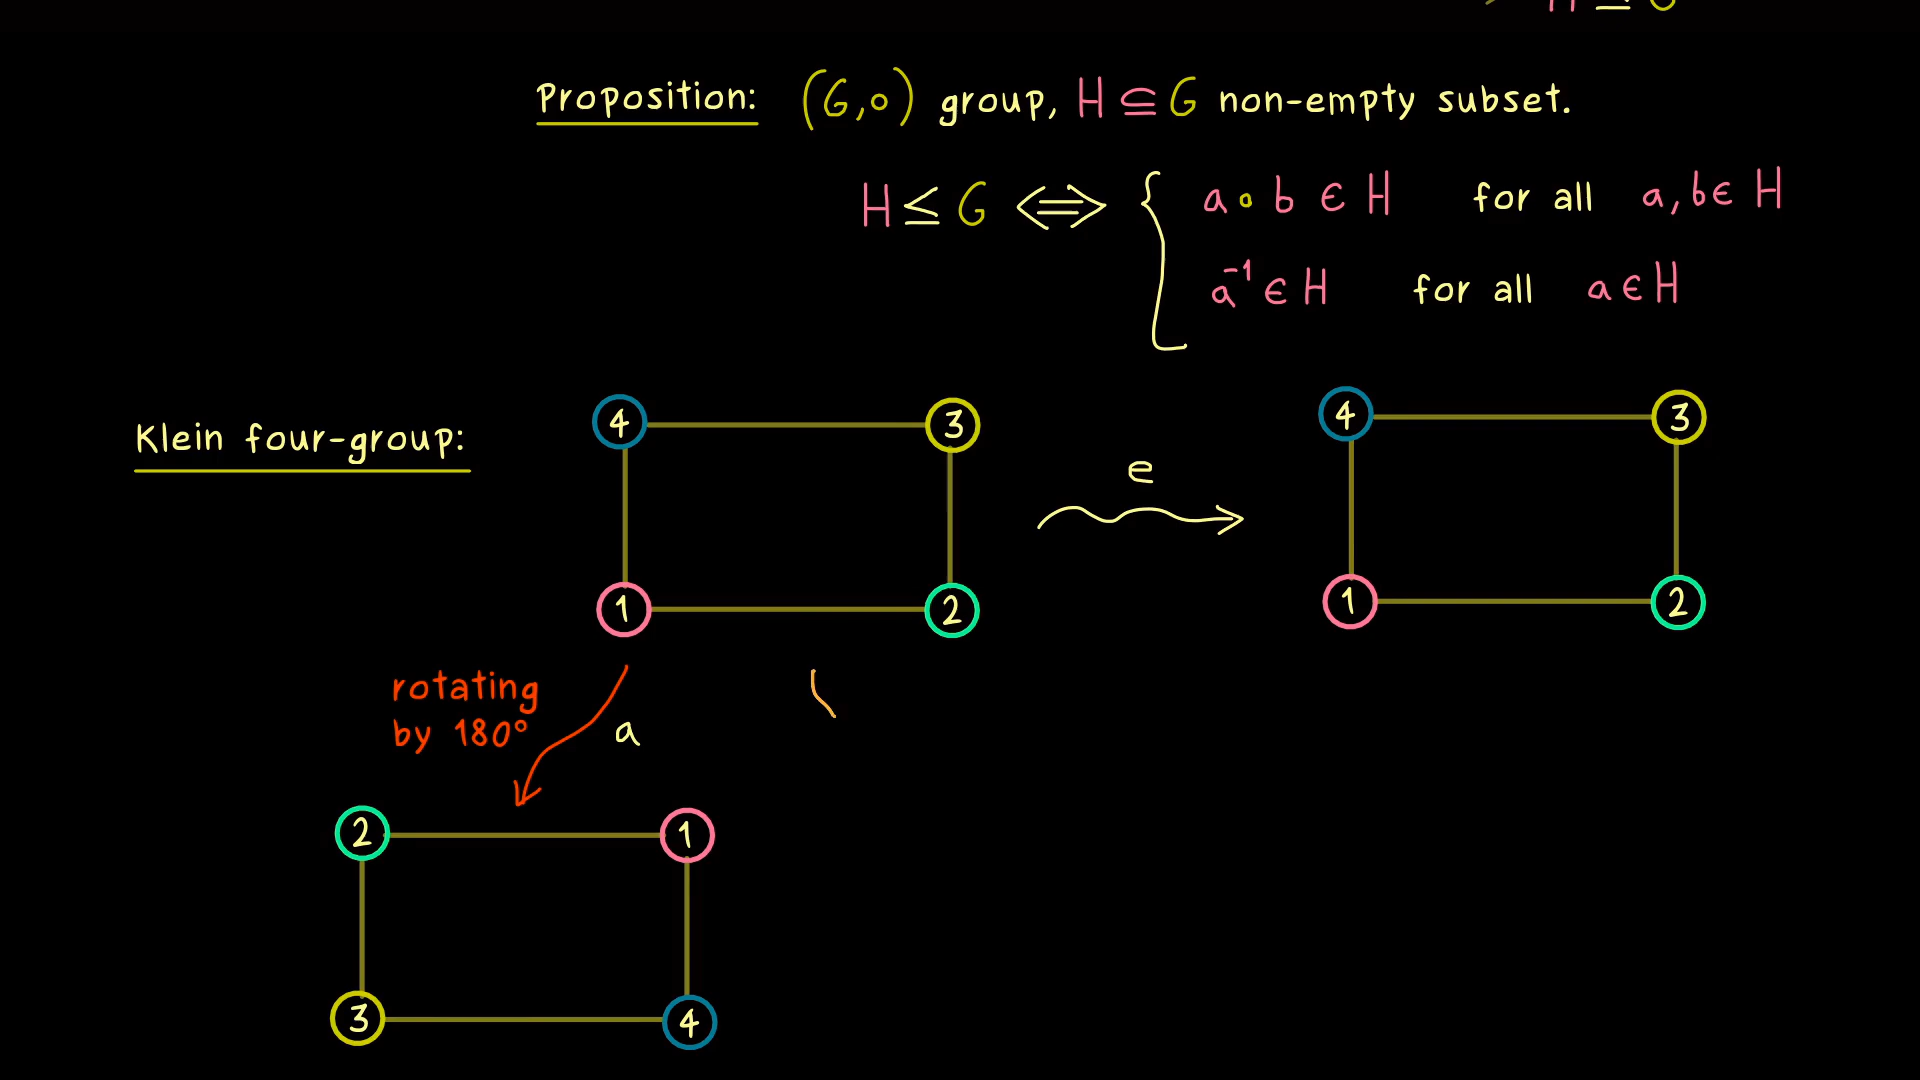 H ≤ G
Proposition: (G,∘) group, H ⊆ G non-empty subset.
H ≤ G ⟺ { a ∘ b ∈ H for all a, b ∈ H
a⁻¹ ∈ H for all a ∈ H
Klein four-group:
4 3
1 2
e
4 3
1 2
rotating
by 180°
a
2 1
3 4